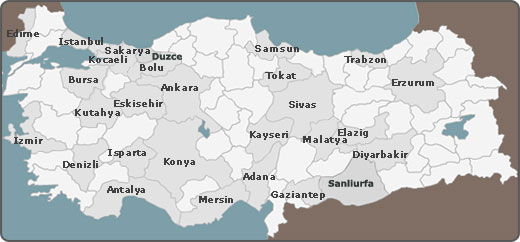 Edirne
Istanbul
Kocaeli
Sakarya
Duzce
Bolu
Samsun
Trabzon
Bursa
Ankara
Tokat
Erzurum
Eskisehir
Kutahya
Sivas
Izmir
Kayseri
Malatya
Elazig
Isparta
Konya
Diyarbakir
Denizli
Adana
Sanliurfa
Antalya
Mersin
Gaziantep